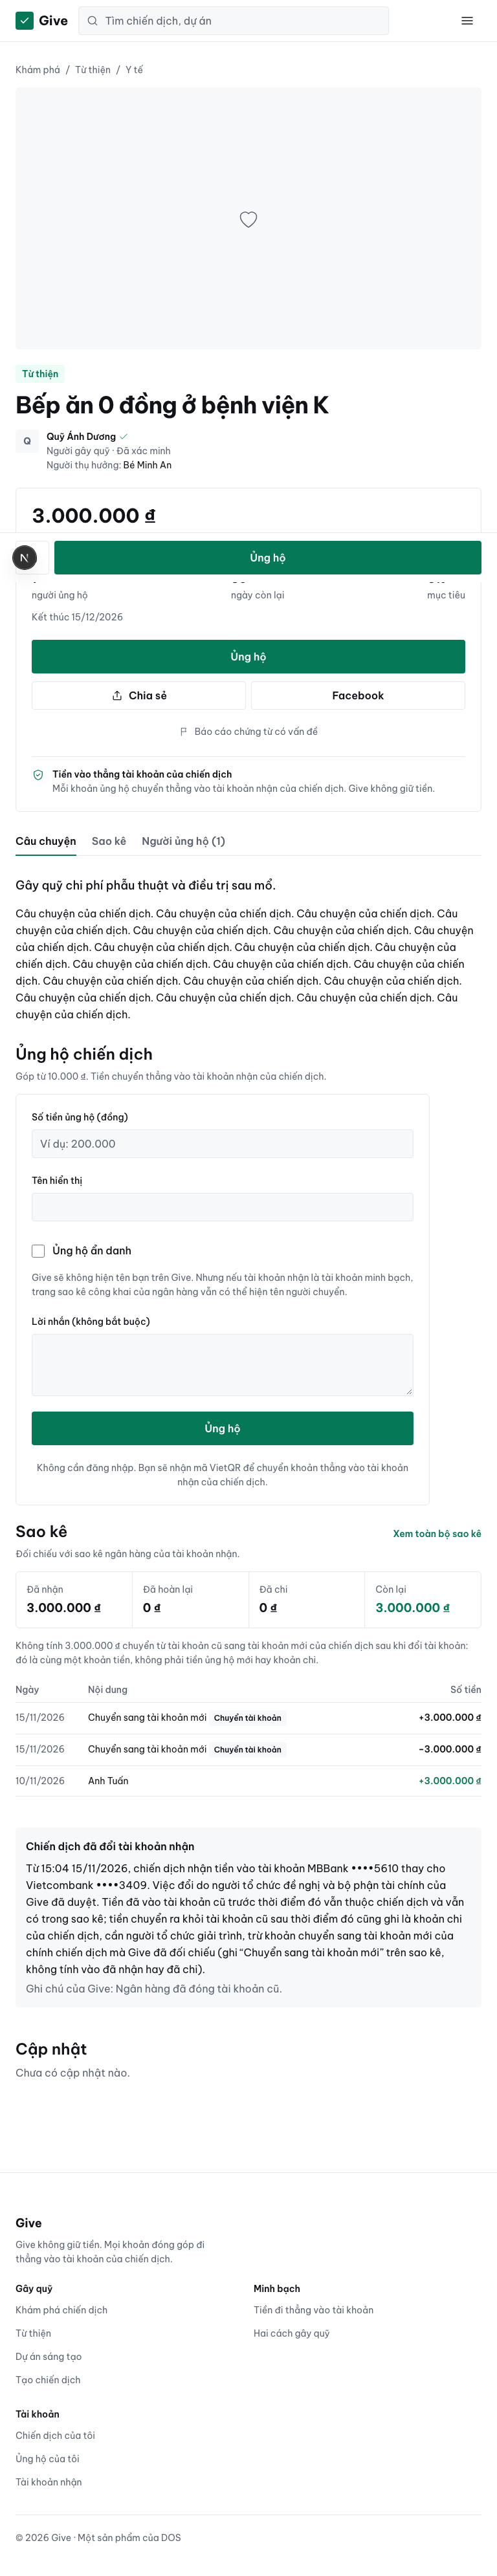 Give
Tìm chiến dịch, dự án
Khám phá / Từ thiện / Y tế
Từ thiện
Bếp ăn 0 đồng ở bệnh viện K
Q
Quỹ Ánh Dương
Người gây quỹ · Đã xác minh
Người thụ hưởng: Bé Minh An
3.000.000 ₫
N
Ủng hộ
người ủng hộ
ngày còn lại
mục tiêu
Kết thúc 15/12/2026
Ủng hộ
Chia sẻ
Facebook
Báo cáo chứng từ có vấn đề
Tiền vào thẳng tài khoản của chiến dịch
Mỗi khoản ủng hộ chuyển thẳng vào tài khoản nhận của chiến dịch. Give không giữ tiền.
Câu chuyện
Sao kê
Người ủng hộ (1)
Gây quỹ chi phí phẫu thuật và điều trị sau mổ.
Câu chuyện của chiến dịch. Câu chuyện của chiến dịch. Câu chuyện của chiến dịch. Câu
chuyện của chiến dịch. Câu chuyện của chiến dịch. Câu chuyện của chiến dịch. Câu chuyện
của chiến dịch. Câu chuyện của chiến dịch. Câu chuyện của chiến dịch. Câu chuyện của chiến
dịch. Câu chuyện của chiến dịch. Câu chuyện của chiến dịch. Câu chuyện của chiến
dịch. Câu chuyện của chiến dịch. Câu chuyện của chiến dịch. Câu chuyện của chiến dịch.
Câu chuyện của chiến dịch. Câu chuyện của chiến dịch. Câu chuyện của chiến dịch. Câu
chuyện của chiến dịch.
Ủng hộ chiến dịch
Góp từ 10.000 ₫. Tiền chuyển thẳng vào tài khoản nhận của chiến dịch.
Số tiền ủng hộ (đồng)
Ví dụ: 200.000
Tên hiển thị
Ủng hộ ẩn danh
Give sẽ không hiện tên bạn trên Give. Nhưng nếu tài khoản nhận là tài khoản minh bạch,
trang sao kê công khai của ngân hàng vẫn có thể hiện tên người chuyển.
Lời nhắn (không bắt buộc)
Ủng hộ
Không cần đăng nhập. Bạn sẽ nhận mã VietQR để chuyển khoản thẳng vào tài khoản
nhận của chiến dịch.
Sao kê
Xem toàn bộ sao kê
Đối chiếu với sao kê ngân hàng của tài khoản nhận.
Đã nhận
Đã hoàn lại
Đã chi
Còn lại
3.000.000 ₫
0 ₫
0 ₫
3.000.000 ₫
Không tính 3.000.000 ₫ chuyển từ tài khoản cũ sang tài khoản mới của chiến dịch sau khi đổi tài khoản:
đó là cùng một khoản tiền, không phải tiền ủng hộ mới hay khoản chi.
Ngày Nội dung Số tiền
15/11/2026 Chuyển sang tài khoản mới Chuyển tài khoản +3.000.000 ₫
15/11/2026 Chuyển sang tài khoản mới Chuyển tài khoản −3.000.000 ₫
10/11/2026 Anh Tuấn +3.000.000 ₫
Chiến dịch đã đổi tài khoản nhận
Từ 15:04 15/11/2026, chiến dịch nhận tiền vào tài khoản MBBank ••••5610 thay cho
Vietcombank ••••3409. Việc đổi do người tổ chức đề nghị và bộ phận tài chính của
Give đã duyệt. Tiền đã vào tài khoản cũ trước thời điểm đó vẫn thuộc chiến dịch và vẫn
có trong sao kê; tiền chuyển ra khỏi tài khoản cũ sau thời điểm đó cũng ghi là khoản chi
của chiến dịch, cần người tổ chức giải trình, trừ khoản chuyển sang tài khoản mới của
chính chiến dịch mà Give đã đối chiếu (ghi “Chuyển sang tài khoản mới” trên sao kê,
không tính vào đã nhận hay đã chi).
Ghi chú của Give: Ngân hàng đã đóng tài khoản cũ.
Cập nhật
Chưa có cập nhật nào.
Give
Give không giữ tiền. Mọi khoản đóng góp đi
thẳng vào tài khoản của chiến dịch.
Gây quỹ
Khám phá chiến dịch
Từ thiện
Dự án sáng tạo
Tạo chiến dịch
Minh bạch
Tiền đi thẳng vào tài khoản
Hai cách gây quỹ
Tài khoản
Chiến dịch của tôi
Ủng hộ của tôi
Tài khoản nhận
© 2026 Give · Một sản phẩm của DOS